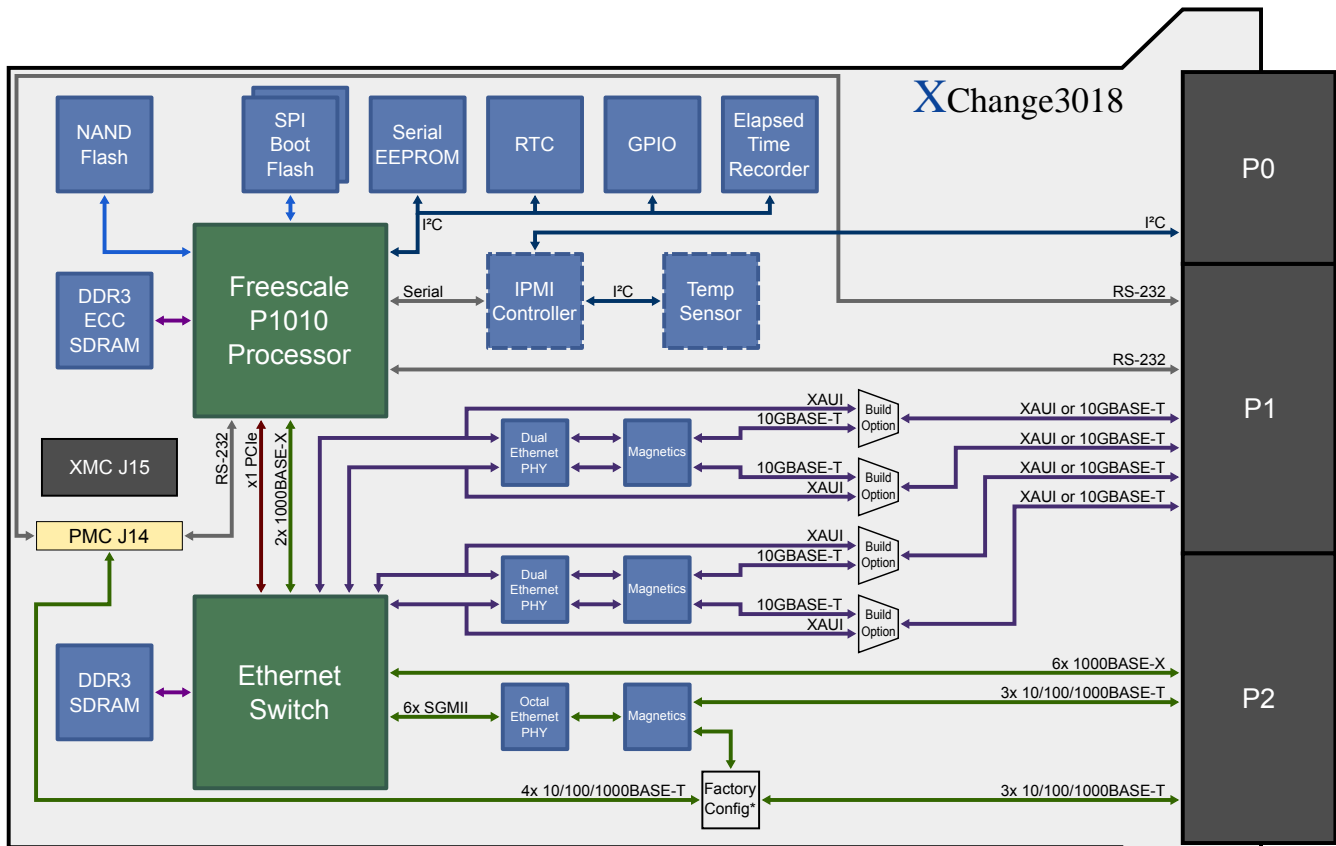 XChange3018
NAND
Flash
SPI
Boot
Flash
Serial
EEPROM
RTC
GPIO
Elapsed
Time
Recorder
P0
I²C
I²C
Freescale
P1010
Processor
DDR3
ECC
SDRAM
Serial
IPMI
Controller
I²C
Temp
Sensor
RS-232
RS-232
P1
XAUI
10GBASE-T
Build
Option
XAUI or 10GBASE-T
Dual
Ethernet
PHY
Magnetics
XAUI or 10GBASE-T
10GBASE-T
XAUI
Build
Option
XAUI or 10GBASE-T
XAUI or 10GBASE-T
XMC J15
RS-232
x1 PCIe
2x 1000BASE-X
PMC J14
XAUI
10GBASE-T
Build
Option
Dual
Ethernet
PHY
Magnetics
10GBASE-T
XAUI
Build
Option
DDR3
SDRAM
Ethernet
Switch
6x 1000BASE-X
6x SGMII
Octal
Ethernet
PHY
Magnetics
3x 10/100/1000BASE-T
P2
4x 10/100/1000BASE-T
Factory
Config*
3x 10/100/1000BASE-T